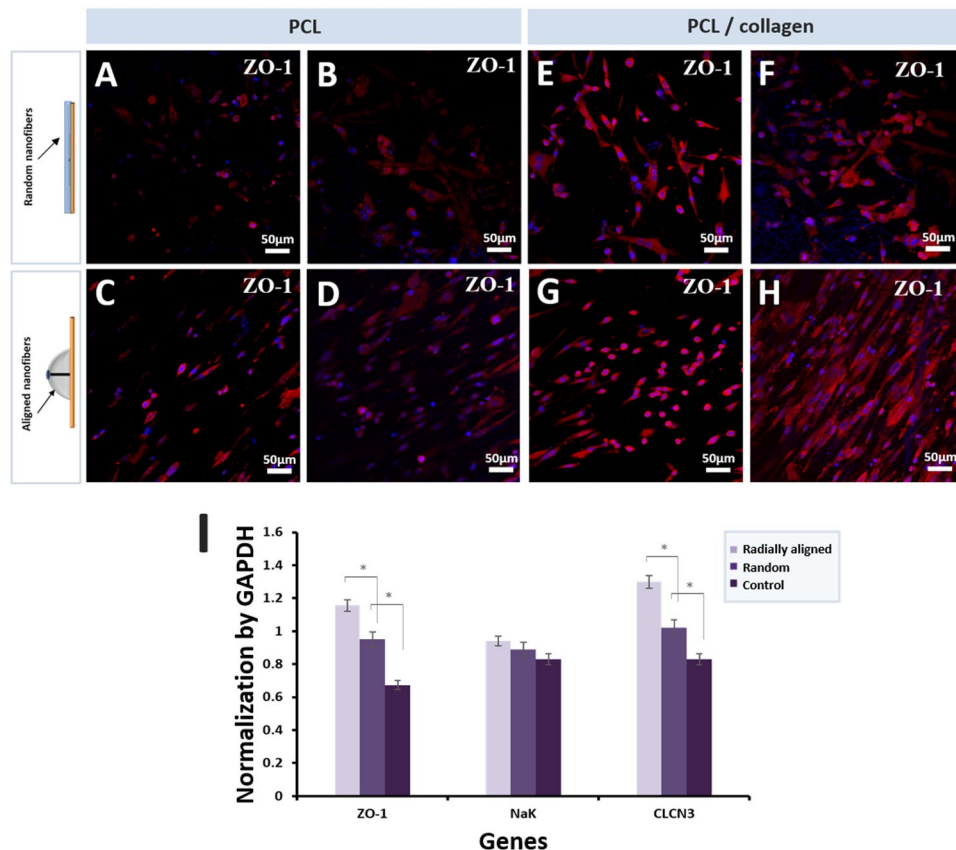 PCL
PCL / collagen
Random nanofibers
A
ZO-1
50µm
B
ZO-1
50µm
E
ZO-1
50µm
F
ZO-1
50µm
Aligned nanofibers
C
ZO-1
50µm
D
ZO-1
50µm
G
ZO-1
50µm
H
ZO-1
50µm
I
Normalization by GAPDH
1.6
1.4
1.2
1
0.8
0.6
0.4
0.2
0
*
*
*
*
Radially aligned
Random
Control
ZO-1
NaK
CLCN3
Genes